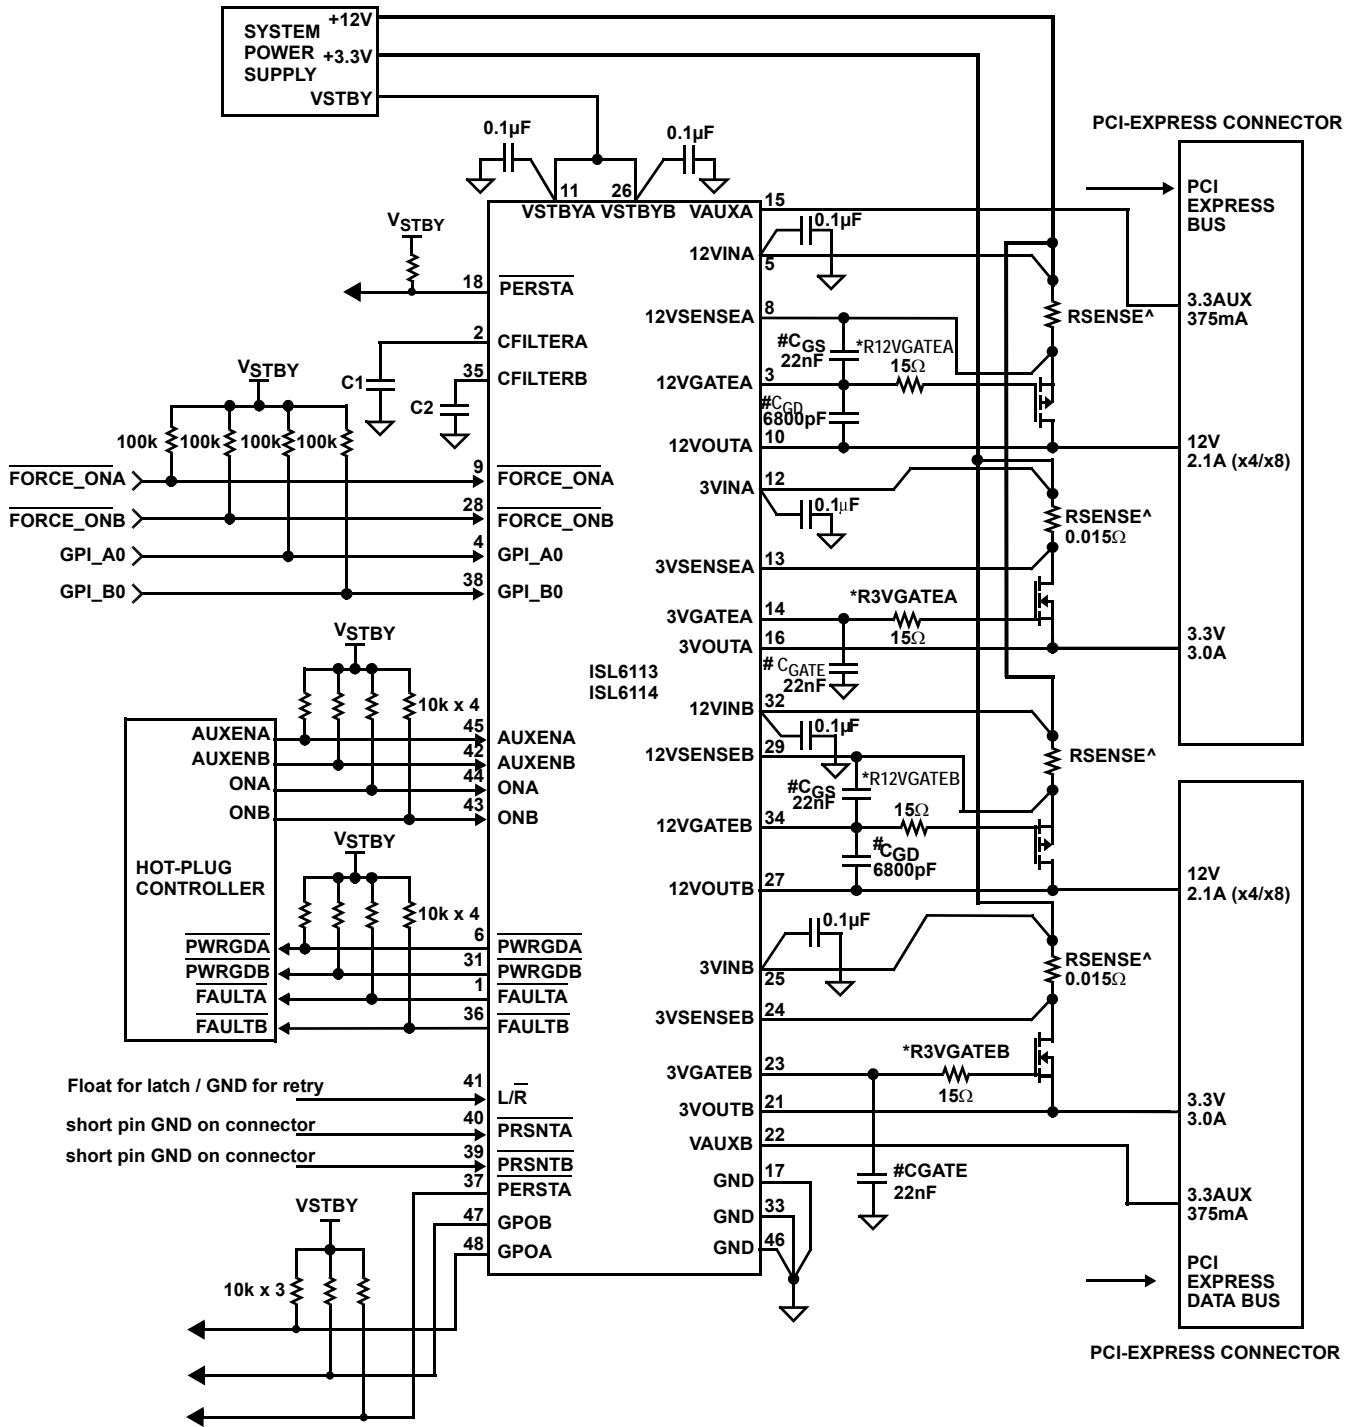 SYSTEM
POWER
SUPPLY
+12V
+3.3V
VSTBY
0.1µF
0.1µF
11
26
VSTBYA
VSTBYB
PCI-EXPRESS CONNECTOR
PCI
EXPRESS
BUS
3.3AUX
375mA
12V
2.1A (x4/x8)
3.3V
3.0A
VSTBY
18
PERSTA
2
CFILTERA
35
CFILTERB
C1
C2
VSTBY
100k
100k
100k
100k
FORCE_ONA
9
FORCE_ONA
FORCE_ONB
28
FORCE_ONB
GPI_A0
4
GPI_A0
GPI_B0
38
GPI_B0
VSTBY
10k x 4
HOT-PLUG
CONTROLLER
AUXENA
45
AUXENA
AUXENB
42
AUXENB
ONA
44
ONA
ONB
43
ONB
VSTBY
10k x 4
PWRGDA
6
PWRGDA
PWRGDB
31
PWRGDB
FAULTA
1
FAULTA
FAULTB
36
FAULTB
Float for latch / GND for retry
41
L/R
short pin GND on connector
40
PRSNTA
short pin GND on connector
39
PRSNTB
37
PERSTA
47
GPOB
48
GPOA
VSTBY
10k x 3
ISL6113
ISL6114
VAUXA
15
12VINA
5
0.1µF
12VSENSEA
8
RSENSE^
#CGS
22nF
*R12VGATEA
15Ω
12VGATEA
3
#CGD
6800pF
12VOUTA
10
3VINA
12
0.1µF
RSENSE^
0.015Ω
3VSENSEA
13
*R3VGATEA
15Ω
3VGATEA
14
3VOUTA
16
# CGATE
22nF
12VINB
32
0.1µF
12VSENSEB
29
RSENSE^
#CGS
22nF
*R12VGATEB
15Ω
12VGATEB
34
#CGD
6800pF
12VOUTB
27
0.1µF
3VINB
25
RSENSE^
0.015Ω
3VSENSEB
24
*R3VGATEB
15Ω
3VGATEB
23
3VOUTB
21
VAUXB
22
#CGATE
22nF
GND
17
GND
33
GND
46
12V
2.1A (x4/x8)
3.3V
3.0A
3.3AUX
375mA
PCI
EXPRESS
DATA BUS
PCI-EXPRESS CONNECTOR